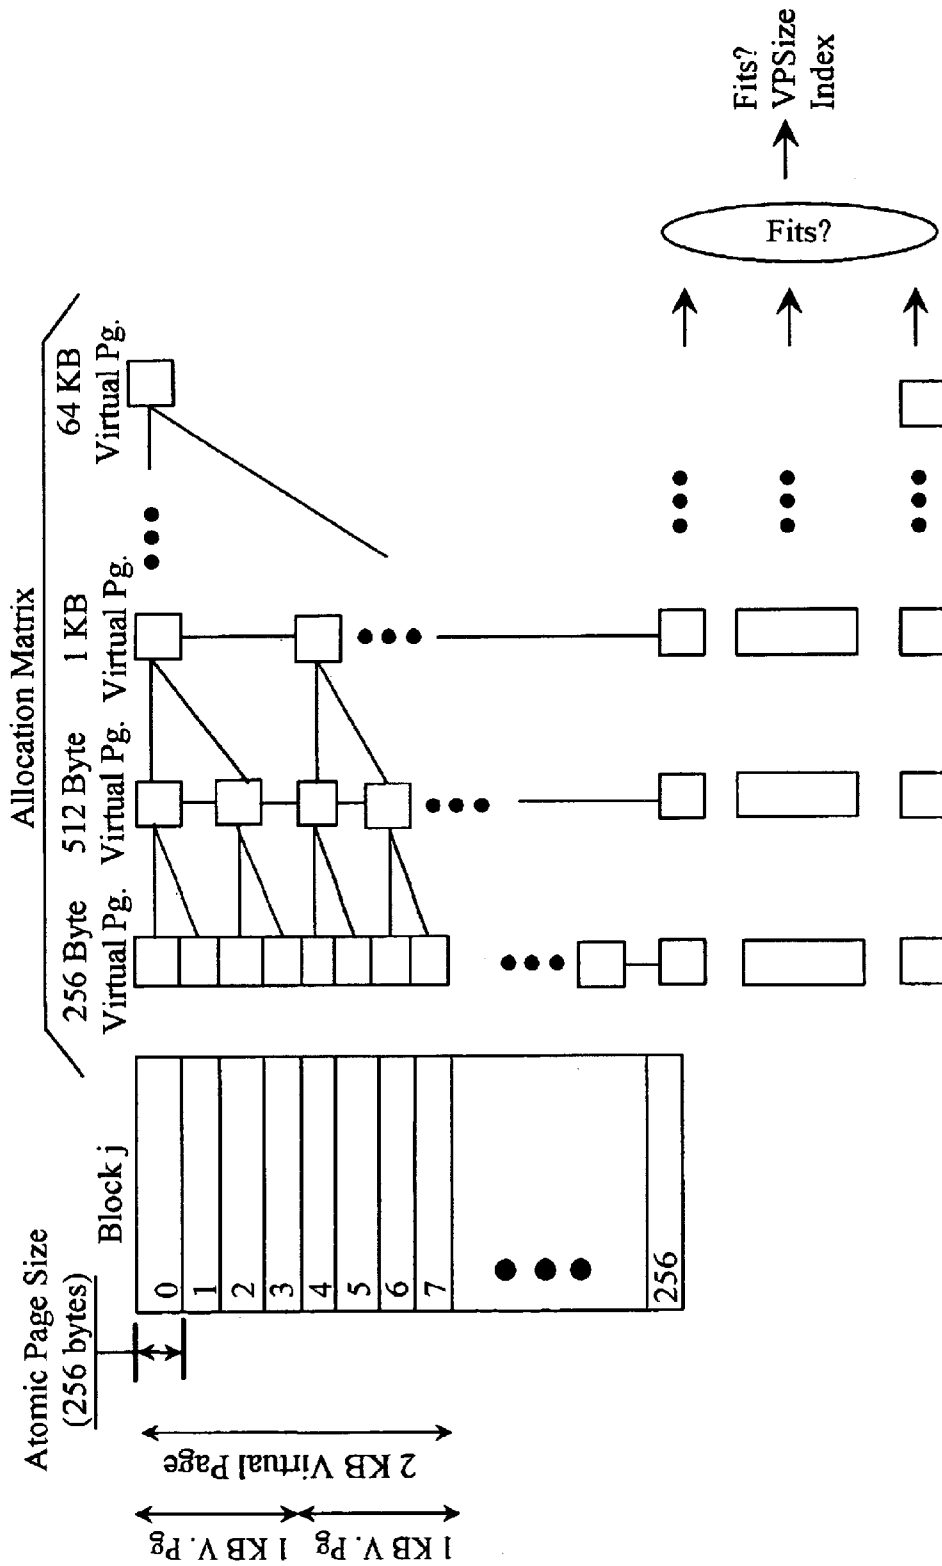 Allocation Matrix
Atomic Page Size
(256 bytes)
Block j
256 Byte
Virtual Pg.
512 Byte
Virtual Pg.
1 KB
Virtual Pg.
64 KB
Virtual Pg.
0
1
2
3
4
5
6
7
256
1 KB V. Pg
1 KB V. Pg
2 KB Virtual Page
Fits?
Fits?
VPSize
Index